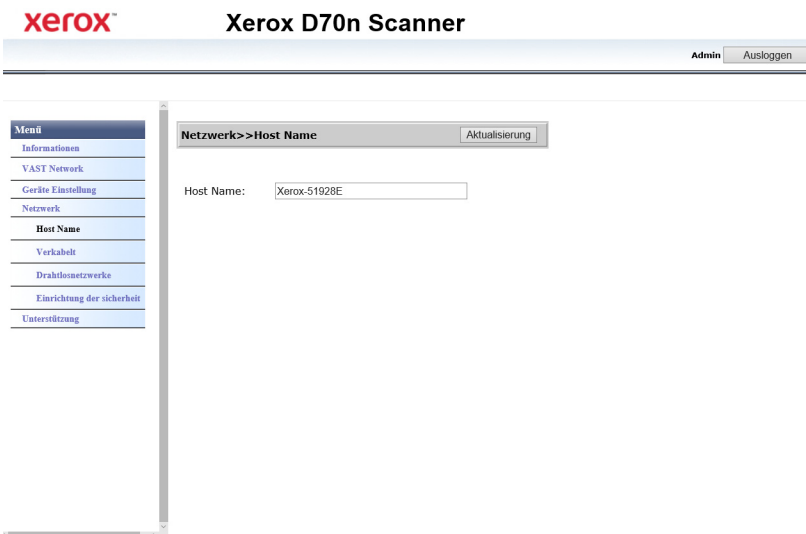 xerox™
Xerox D70n Scanner
Admin Ausloggen
Menü
Informationen
VAST Network
Geräte Einstellung
Netzwerk
Host Name
Verkabelt
Drahtlosnetzwerke
Einrichtung der sicherheit
Unterstützung
Netzwerk>>Host Name Aktualisierung
Host Name: Xerox-51928E